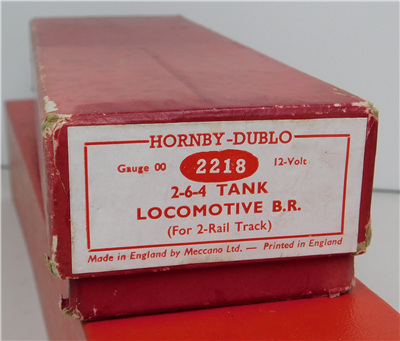 HORNBY-DUBLO
Gauge 00 2218 12-Volt
2-6-4 TANK
LOCOMOTIVE B.R.
(For 2-Rail Track)
Made in England by Meccano Ltd. — Printed in England